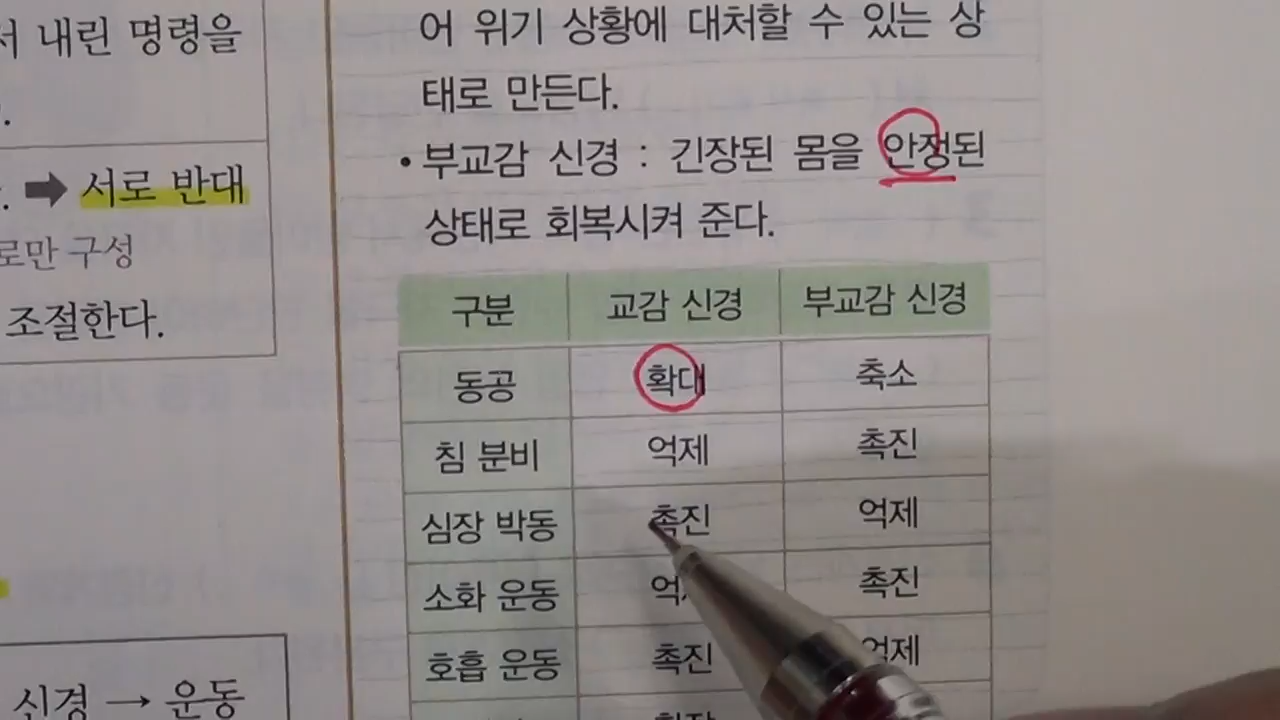 서 내린 명령을
.
. ➡ 서로 반대
로만 구성
조절한다.
신경 → 운동
어 위기 상황에 대처할 수 있는 상
태로 만든다.
• 부교감 신경 : 긴장된 몸을 안정된
상태로 회복시켜 준다.
구분 교감 신경 부교감 신경
동공 확대 축소
침 분비 억제 촉진
심장 박동 촉진 억제
소화 운동 촉진
호흡 운동 촉진 억제